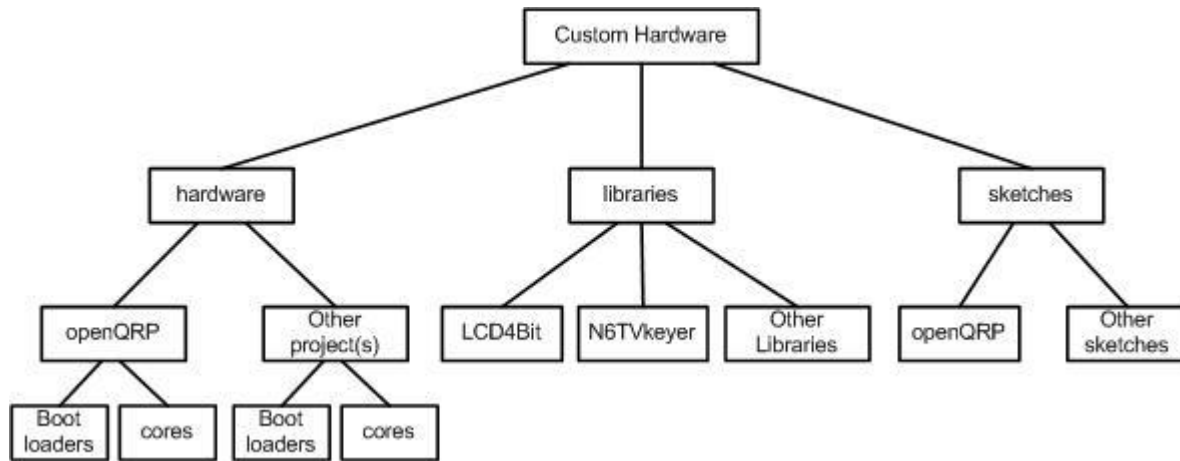 Custom Hardware
hardware
libraries
sketches
openQRP
Other
project(s)
LCD4Bit
N6TVkeyer
Other
Libraries
openQRP
Other
sketches
Boot
loaders
cores
Boot
loaders
cores